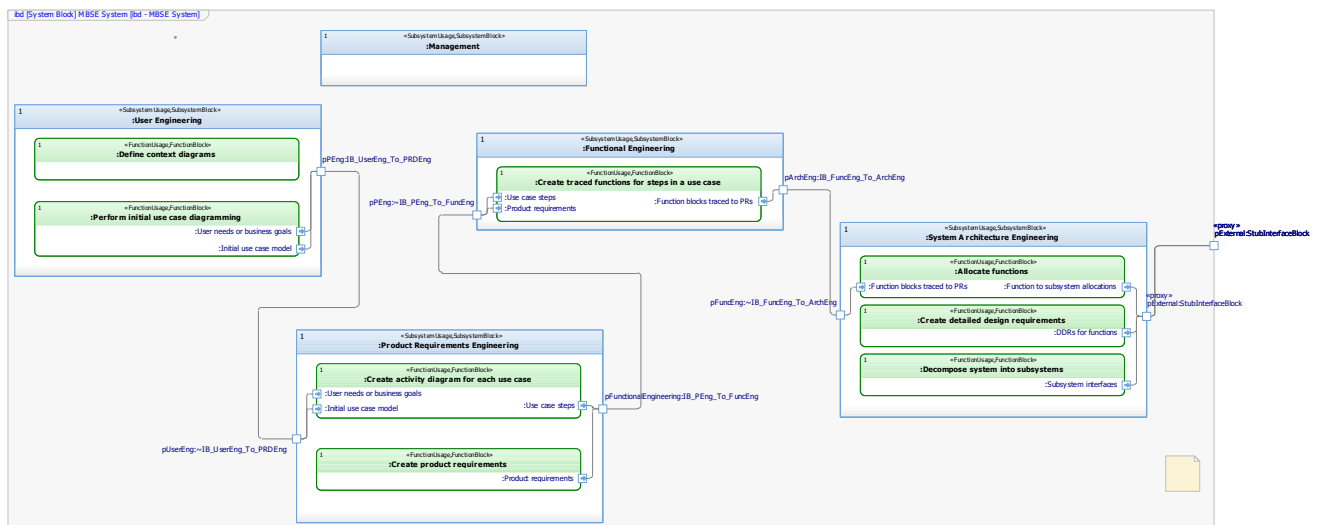 ibd [System Block] MBSE System [ibd - MBSE System]
1
«SubsystemUsage,SubsystemBlock»
:Management
1
«SubsystemUsage,SubsystemBlock»
:User Engineering
1
«FunctionUsage,FunctionBlock»
:Define context diagrams
1
«FunctionUsage,FunctionBlock»
:Perform initial use case diagramming
:User needs or business goals
:Initial use case model
pPEng:IB_UserEng_To_PRDEng
1
«SubsystemUsage,SubsystemBlock»
:Functional Engineering
1
«FunctionUsage,FunctionBlock»
:Create traced functions for steps in a use case
:Use case steps
:Product requirements
:Function blocks traced to PRs
pPEng:~IB_PEng_To_FundEng
pArchEng:IB_FuncEng_To_ArchEng
1
«SubsystemUsage,SubsystemBlock»
:System Architecture Engineering
1
«FunctionUsage,FunctionBlock»
:Allocate functions
:Function blocks traced to PRs
:Function to subsystem allocations
1
«FunctionUsage,FunctionBlock»
:Create detailed design requirements
:DDRs for functions
1
«FunctionUsage,FunctionBlock»
:Decompose system into subsystems
:Subsystem interfaces
pFundEng:~IB_FuncEng_To_ArchEng
«proxy»
pExternal:StubInterfaceBlock
«proxy»
pExternal:StubInterfaceBlock
1
«SubsystemUsage,SubsystemBlock»
:Product Requirements Engineering
1
«FunctionUsage,FunctionBlock»
:Create activity diagram for each use case
:User needs or business goals
:Initial use case model
:Use case steps
1
«FunctionUsage,FunctionBlock»
:Create product requirements
:Product requirements
pUserEng:~IB_UserEng_To_PRDEng
pFunctionalEngineering:IB_PEng_To_FuncEng